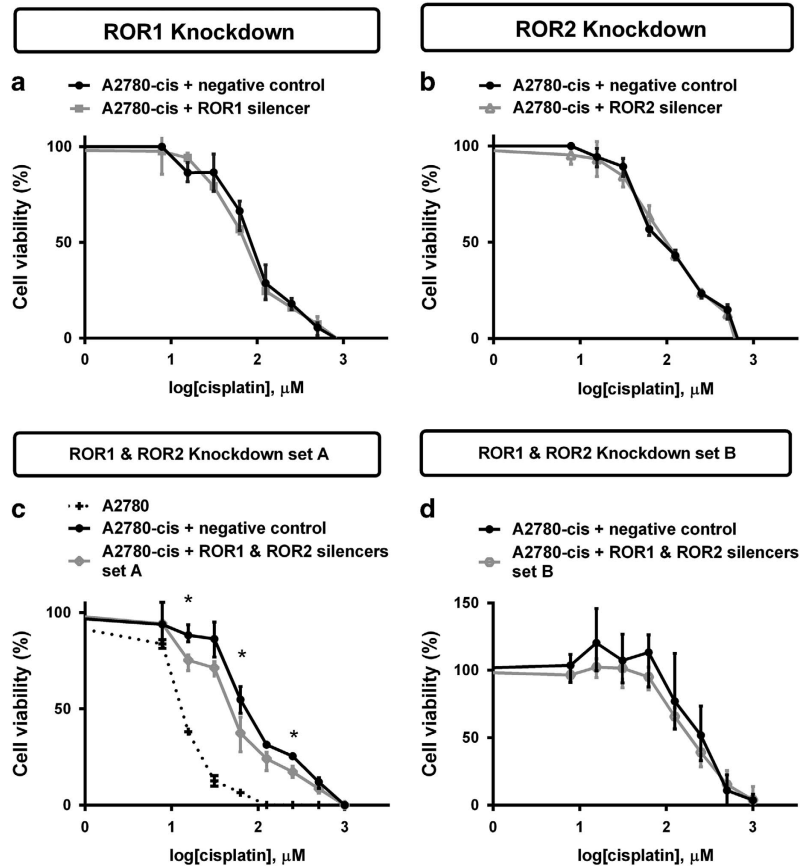 ROR1 Knockdown
a
A2780-cis + negative control
A2780-cis + ROR1 silencer
100
50
0
Cell viability (%)
0 1 2 3
log[cisplatin], μM
ROR2 Knockdown
b
A2780-cis + negative control
A2780-cis + ROR2 silencer
100
50
0
Cell viability (%)
0 1 2 3
log[cisplatin], μM
ROR1 & ROR2 Knockdown set A
c
A2780
A2780-cis + negative control
A2780-cis + ROR1 & ROR2 silencers
set A
* * *
100
50
0
Cell viability (%)
0 1 2 3
log[cisplatin], μM
ROR1 & ROR2 Knockdown set B
d
A2780-cis + negative control
A2780-cis + ROR1 & ROR2 silencers
set B
150
100
50
0
Cell viability (%)
0 1 2 3
log[cisplatin], μM